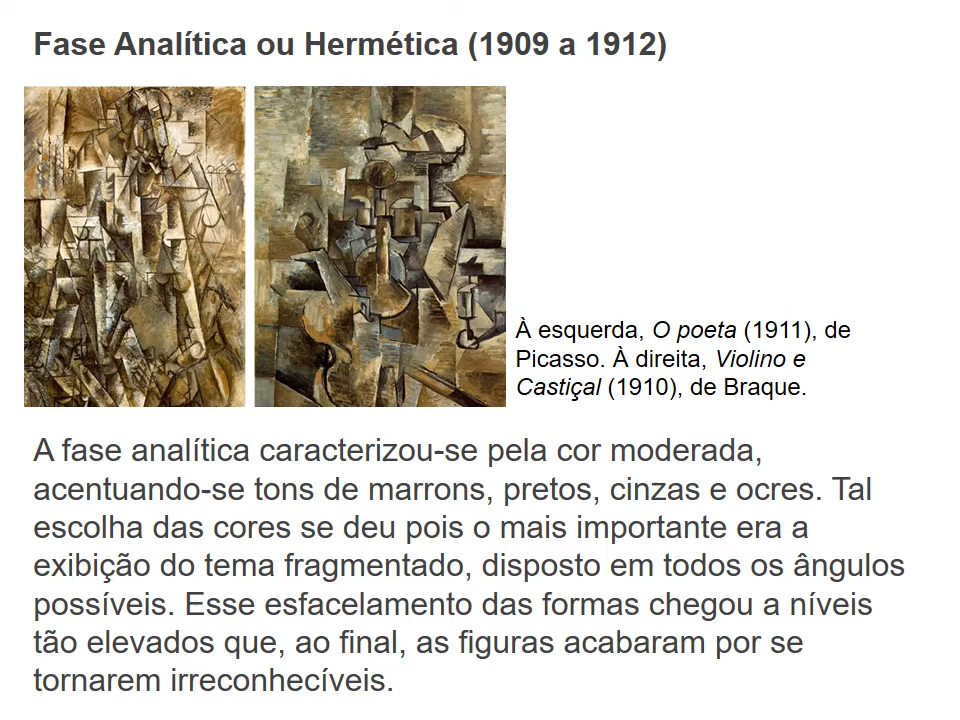 Fase Analítica ou Hermética (1909 a 1912)
À esquerda, O poeta (1911), de
Picasso. À direita, Violino e
Castiçal (1910), de Braque.
A fase analítica caracterizou-se pela cor moderada,
acentuando-se tons de marrons, pretos, cinzas e ocres. Tal
escolha das cores se deu pois o mais importante era a
exibição do tema fragmentado, disposto em todos os ângulos
possíveis. Esse esfacelamento das formas chegou a níveis
tão elevados que, ao final, as figuras acabaram por se
tornarem irreconhecíveis.